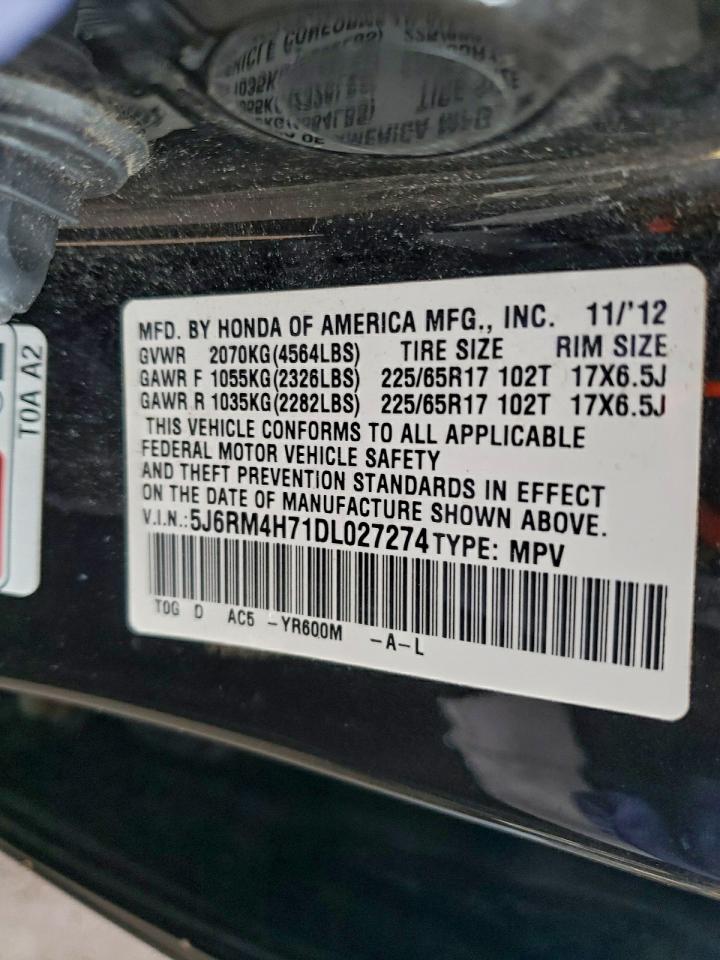 MFD. BY HONDA OF AMERICA MFG., INC. 11/'12
GVWR 2070KG(4564LBS) TIRE SIZE RIM SIZE
GAWR F 1055KG(2326LBS) 225/65R17 102T 17X6.5J
GAWR R 1035KG(2282LBS) 225/65R17 102T 17X6.5J
THIS VEHICLE CONFORMS TO ALL APPLICABLE
FEDERAL MOTOR VEHICLE SAFETY
AND THEFT PREVENTION STANDARDS IN EFFECT
ON THE DATE OF MANUFACTURE SHOWN ABOVE.
V.I.N.:5J6RM4H71DL027274 TYPE: MPV
TOG D AC5 -YR600M -A-L
TOA A2